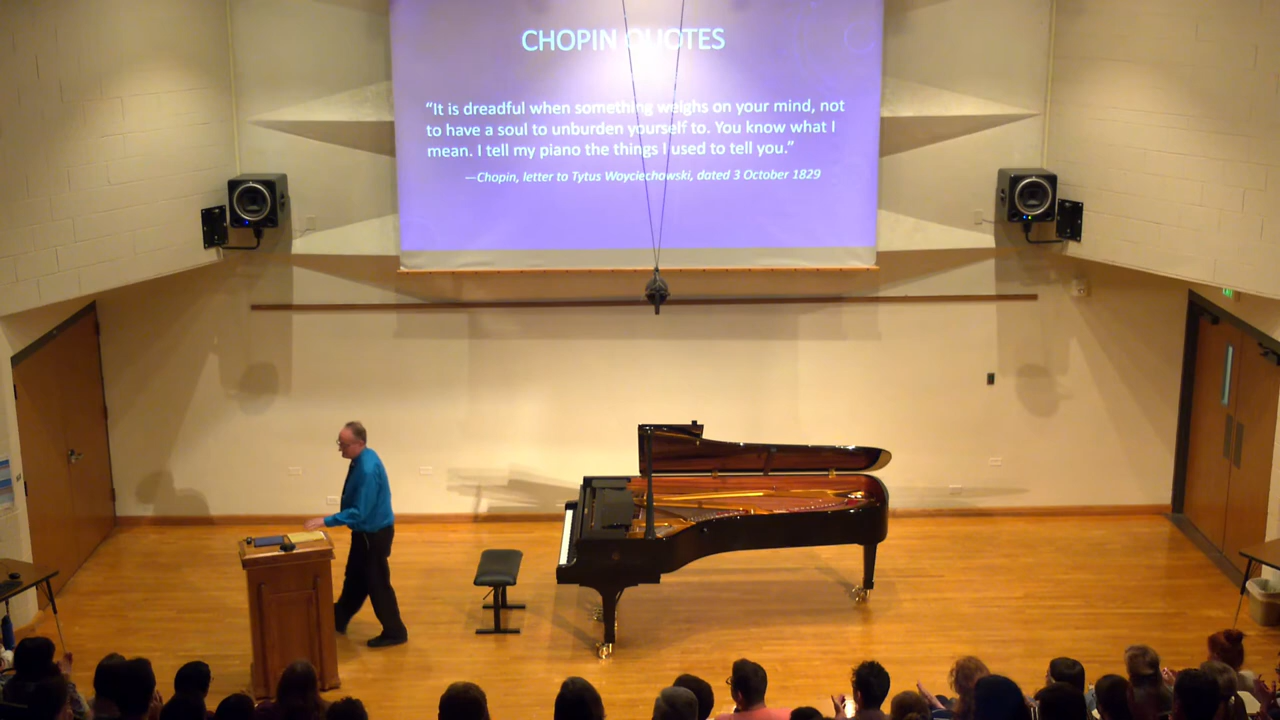 CHOPIN QUOTES
“It is dreadful when something weighs on your mind, not
to have a soul to unburden yourself to. You know what I
mean. I tell my piano the things I used to tell you.”
—Chopin, letter to Tytus Woyciechowski, dated 3 October 1829